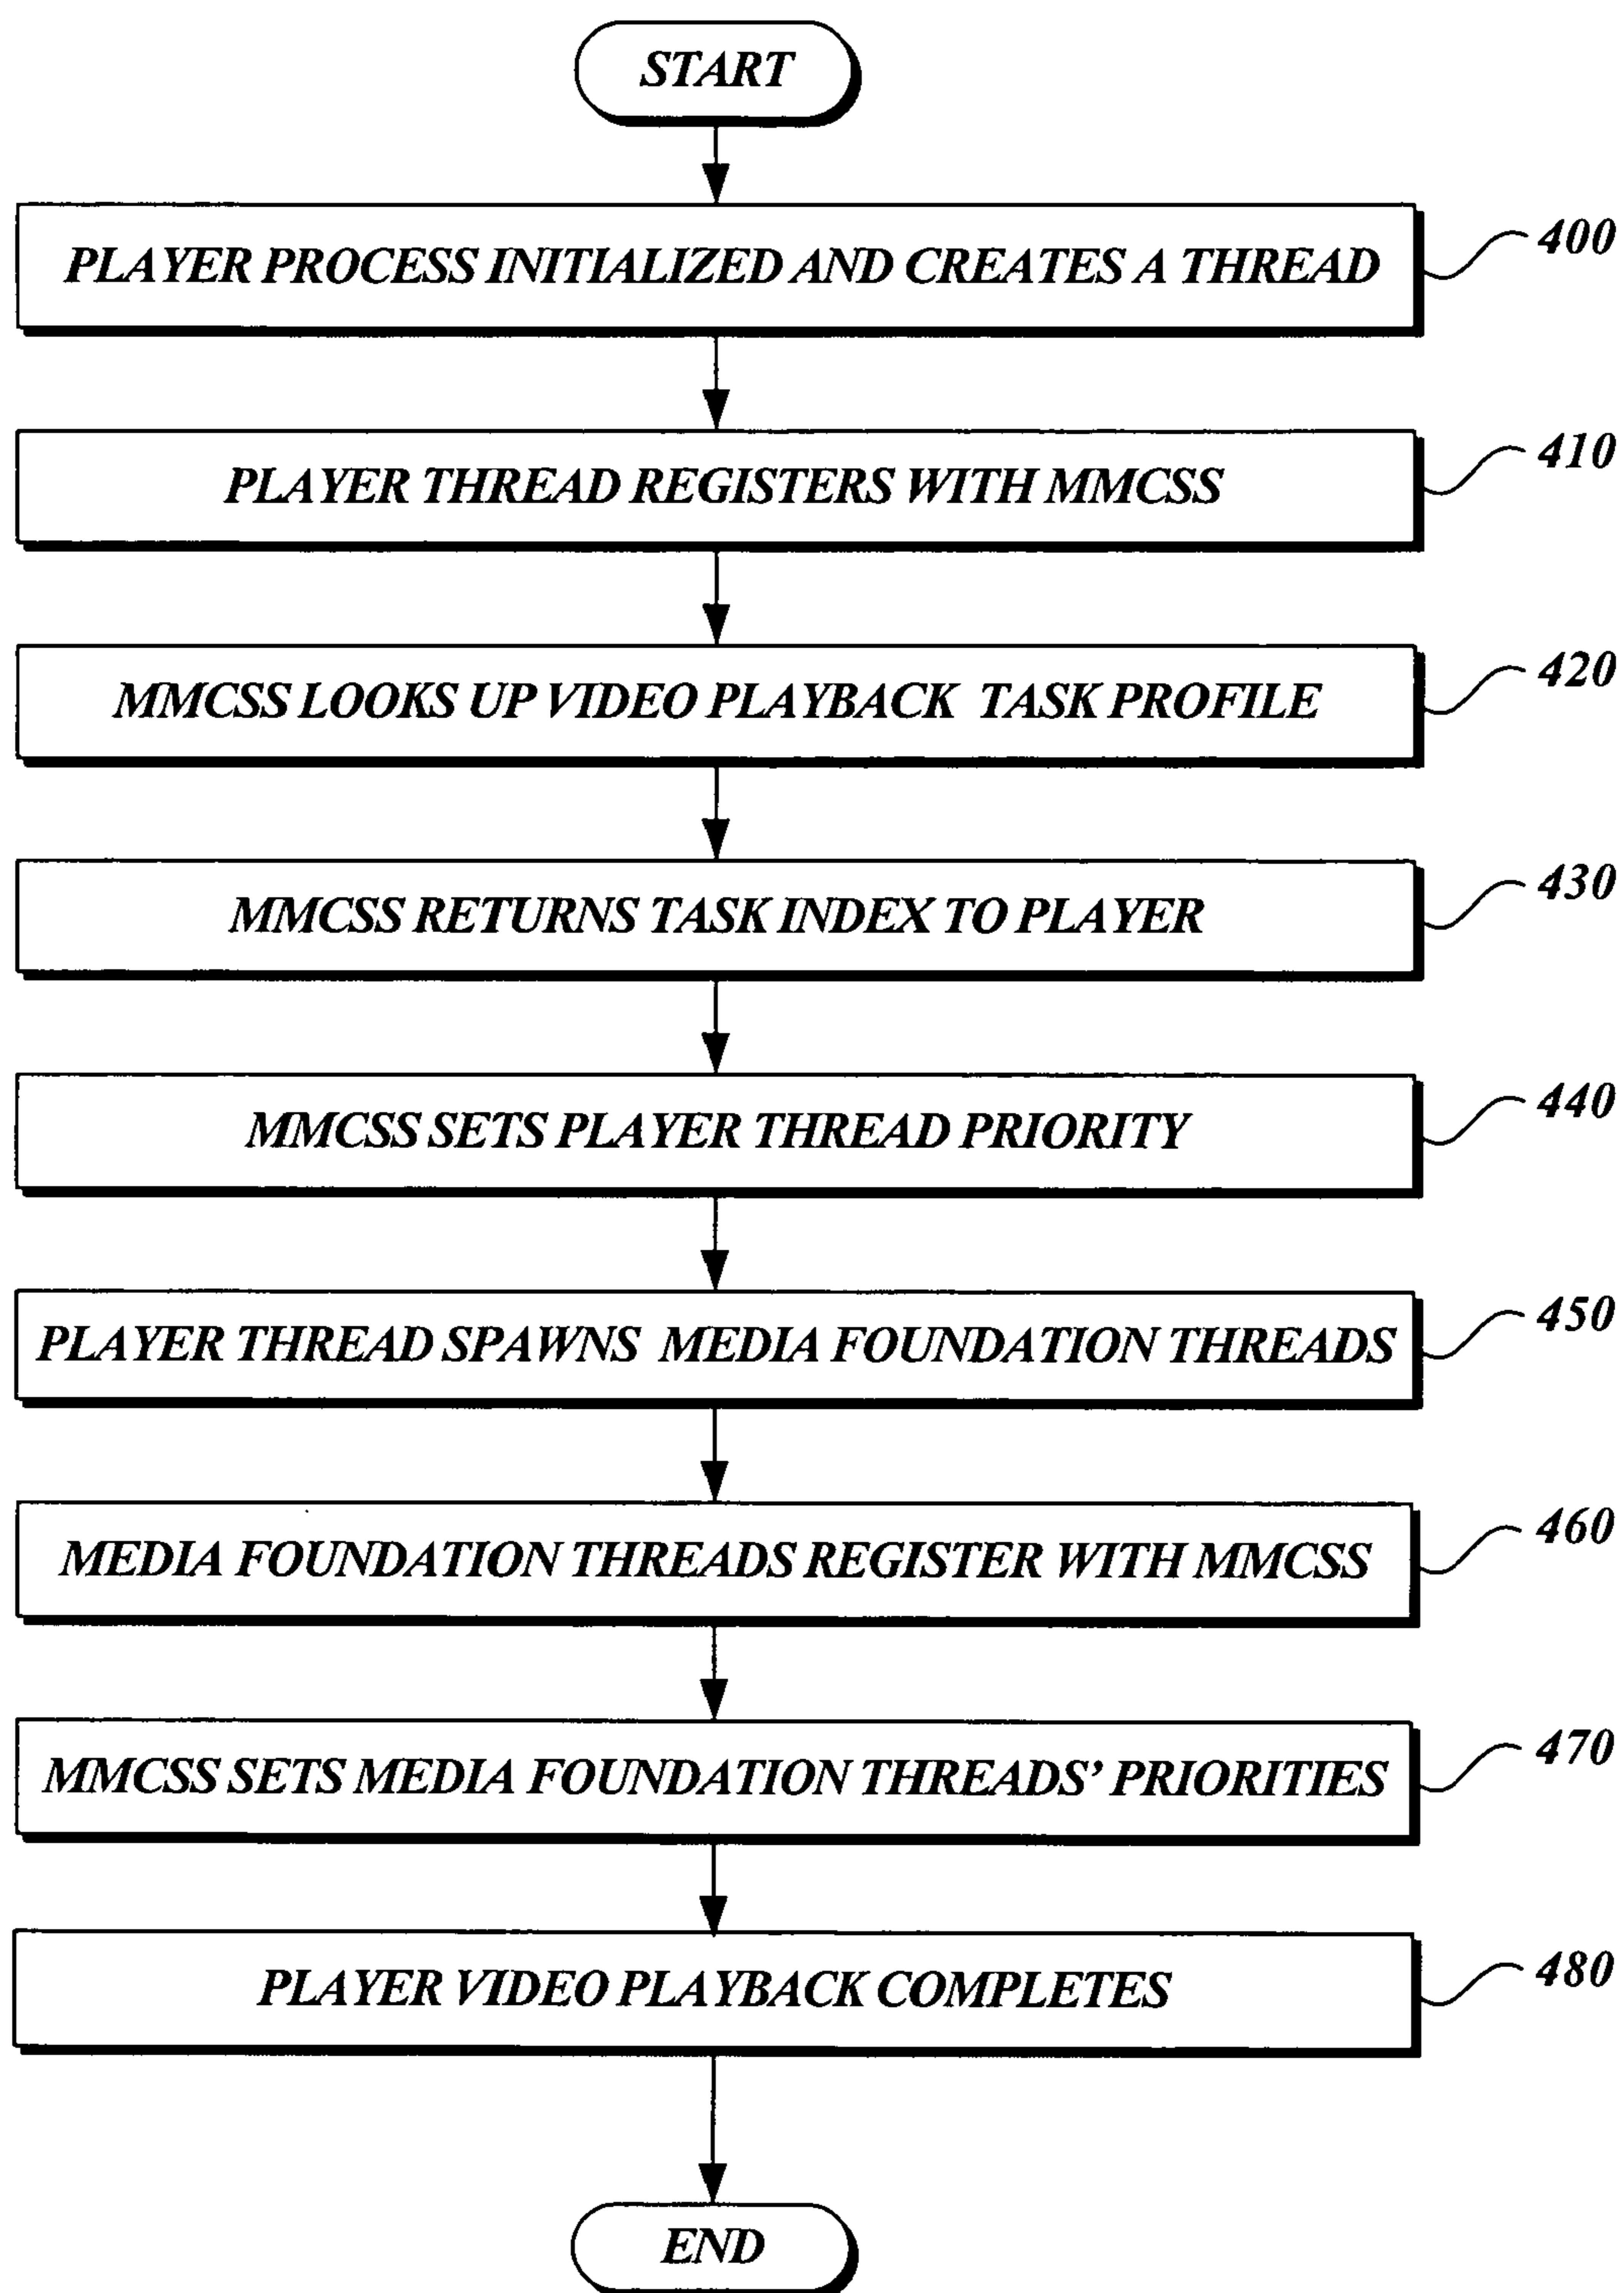 START
PLAYER PROCESS INITIALIZED AND CREATES A THREAD
400
PLAYER THREAD REGISTERS WITH MMCSS
410
MMCSS LOOKS UP VIDEO PLAYBACK TASK PROFILE
420
MMCSS RETURNS TASK INDEX TO PLAYER
430
MMCSS SETS PLAYER THREAD PRIORITY
440
PLAYER THREAD SPAWNS MEDIA FOUNDATION THREADS
450
MEDIA FOUNDATION THREADS REGISTER WITH MMCSS
460
MMCSS SETS MEDIA FOUNDATION THREADS' PRIORITIES
470
PLAYER VIDEO PLAYBACK COMPLETES
480
END